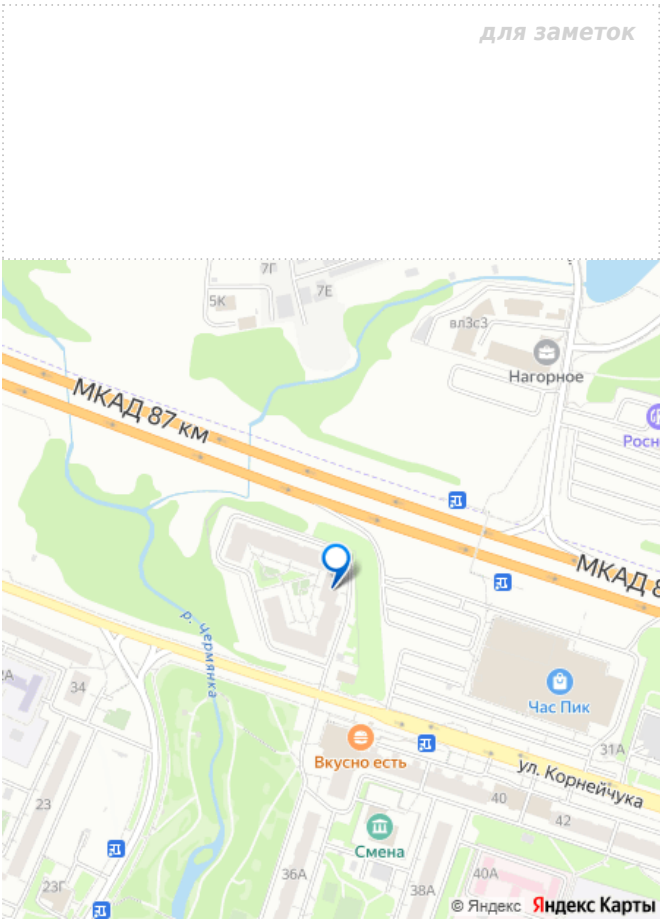 для заметок
7Г
7Е
5К
вл3с3
Нагорное
МКАД 87 км
Росн
МКАД 8
р. Чермянка
2А
34
Час Пик
31А
Вкусно есть
ул. Корнейчука
40
42
23
Смена
36А
38А
40А
23Г
© Яндекс Яндекс Карты